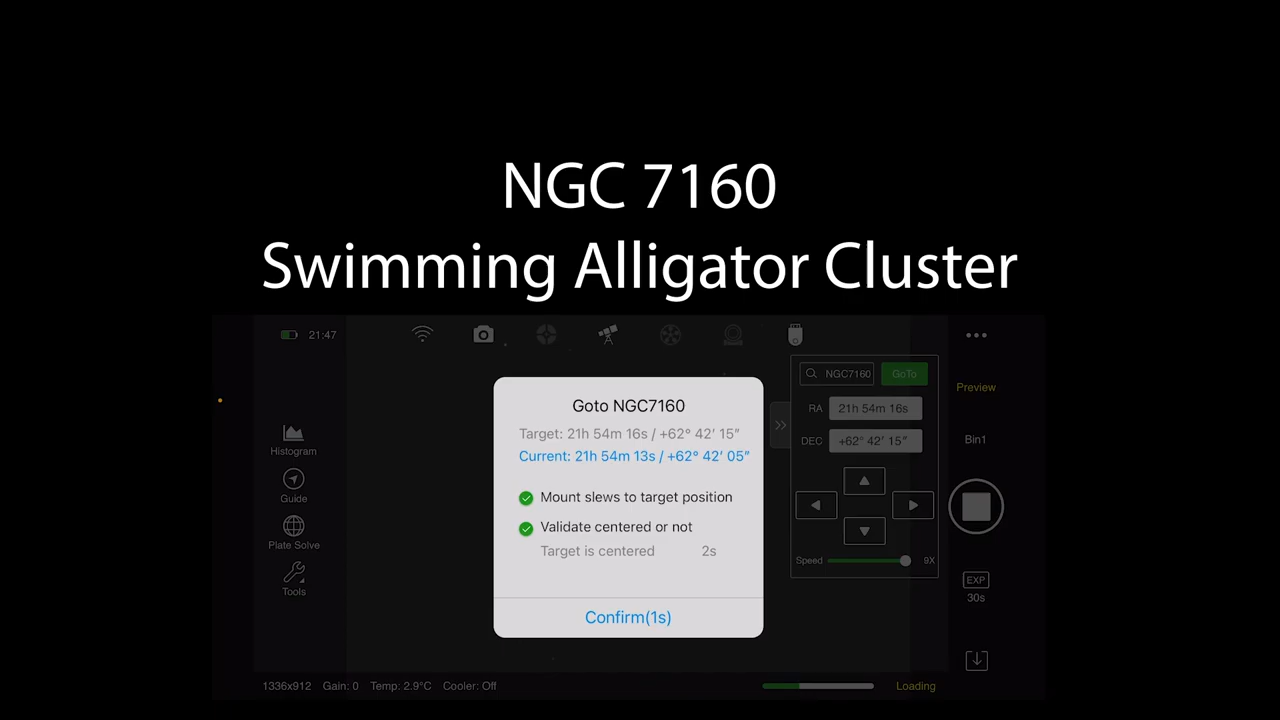 NGC 7160
Swimming Alligator Cluster
21:47
NGC7160 GoTo
RA 21h 54m 16s
DEC +62° 42′ 15″
Preview
Bin1
Goto NGC7160
Target: 21h 54m 16s / +62° 42′ 15″
Current: 21h 54m 13s / +62° 42′ 05″
Mount slews to target position
Validate centered or not
Target is centered 2s
Confirm(1s)
Histogram
Guide
Plate Solve
Tools
Speed 9X
EXP
30s
1336x912 Gain: 0 Temp: 2.9°C Cooler: Off
Loading